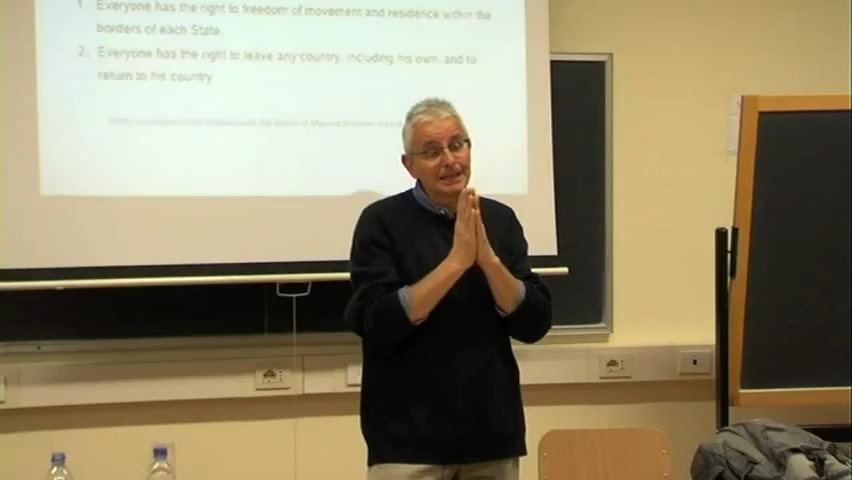 1. Everyone has the right to freedom of movement and residence within the
borders of each State
2. Everyone has the right to leave any country, including his own, and to
return to his country